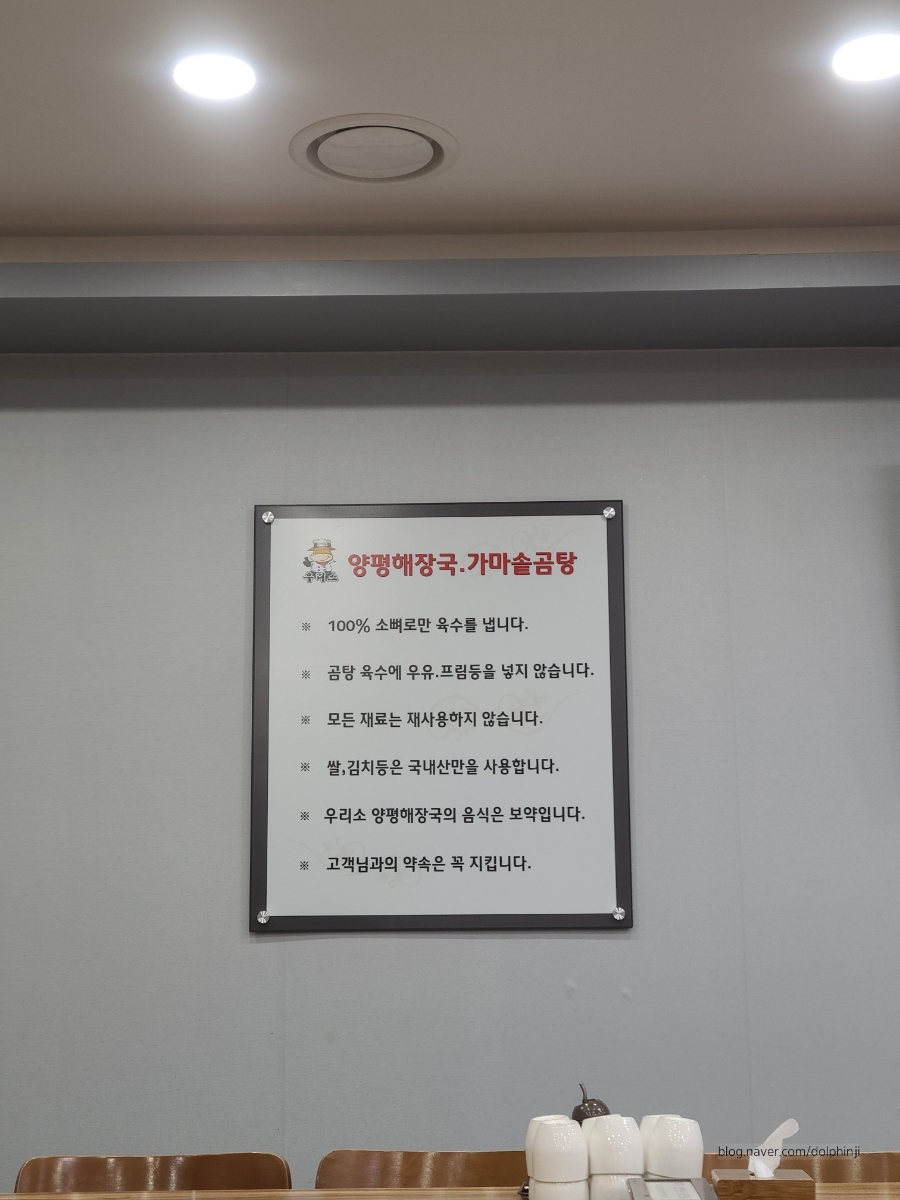 우리소
양평해장국.가마솥곰탕
※ 100% 소뼈로만 육수를 냅니다.
※ 곰탕 육수에 우유.프림등을 넣지 않습니다.
※ 모든 재료는 재사용하지 않습니다.
※ 쌀,김치등은 국내산만을 사용합니다.
※ 우리소 양평해장국의 음식은 보약입니다.
※ 고객님과의 약속은 꼭 지킵니다.
blog.naver.com/dolphinji